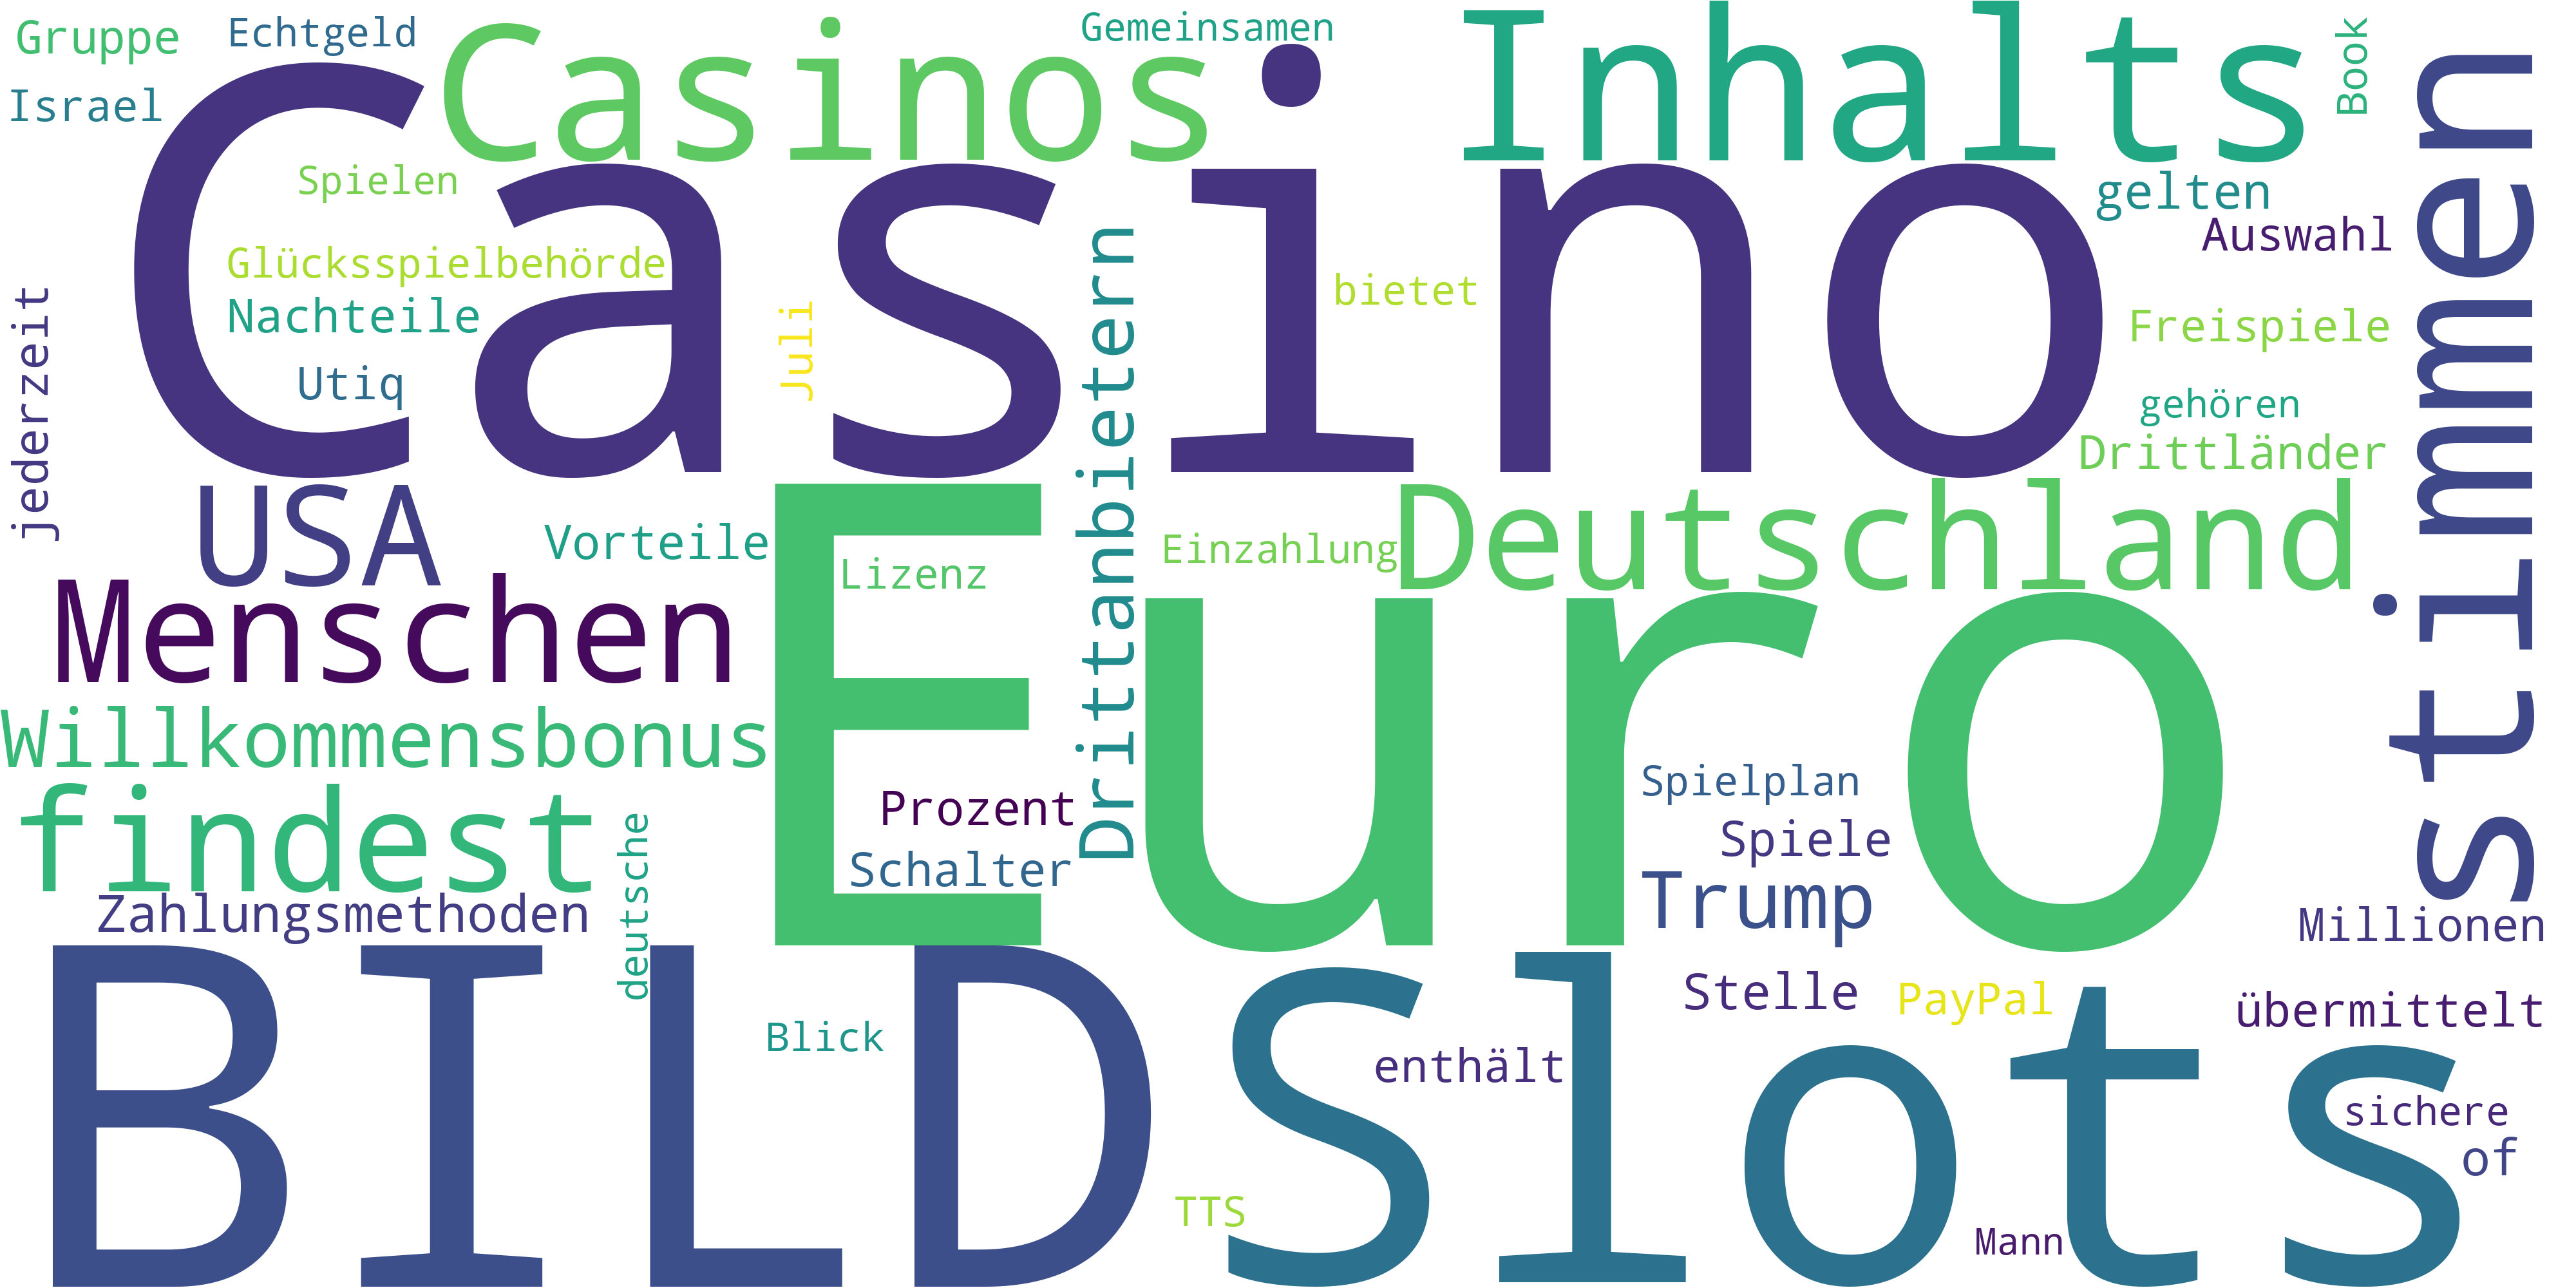 Gruppe
Echtgeld
Casinos
Gemeinsamen
Inhalts
Book
Israel
Casino
stimmen
Spielen
gelten
Auswahl
Glücksspielbehörde
bietet
Nachteile
Juli
Freispiele
jederzeit
Utiq
Drittanbietern
gehören
Drittländer
USA
Vorteile
Euro
Lizenz
Einzahlung
Deutschland
Menschen
Willkommensbonus
findest
Prozent
Spielplan
Spiele
Schalter
Trump
Zahlungsmethoden
deutsche
Millionen
BILD
Slots
Stelle
PayPal
übermittelt
Blick
enthält
sichere
of
TTS
Mann